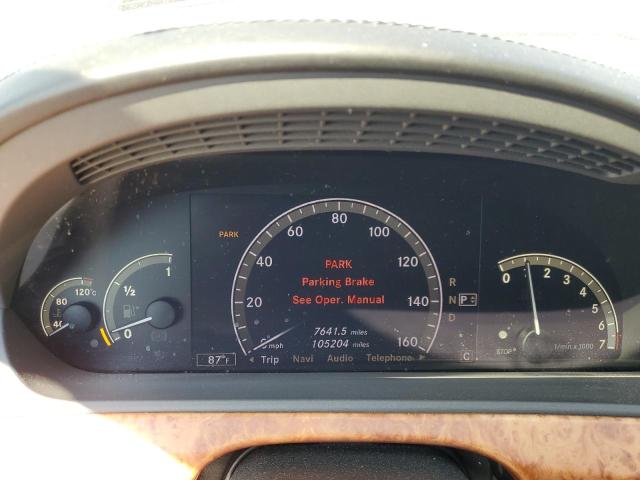 PARK
PARK
Parking Brake
See Oper. Manual
0 20 40 60 80 100 120 140 160
mph
7641.5 miles
105204 miles
Trip Navi Audio Telephone
87°F
40 80 120°C
0 1/2 1
R
N P
D
C
0 1 2 3 4 5 6 7
STOP
1/min x 1000